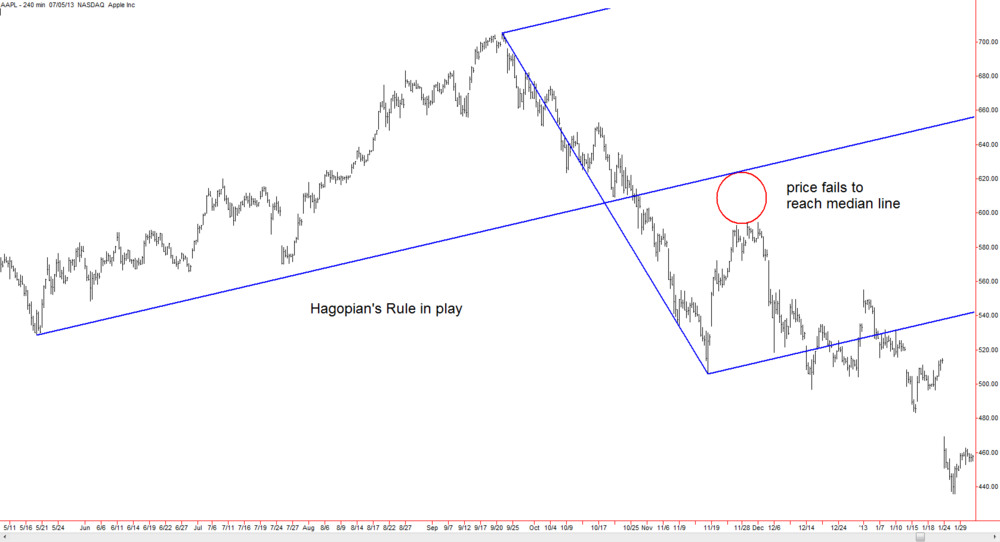 AAPL - 240 min 07/05/13 NASDAQ Apple Inc
700.00
680.00
660.00
640.00
620.00
600.00
580.00
560.00
540.00
520.00
500.00
480.00
460.00
440.00
price fails to
reach median line
Hagopian's Rule in play
5/11 5/16 5/21 5/24 Jun 6/6 6/11 6/14 6/19 6/22 6/27 Jul 7/6 7/11 7/16 7/19 7/24 7/27 Aug 8/6 8/9 8/14 8/17 8/22 8/27 Sep 9/7 9/12 9/17 9/20 9/25 Oct 10/4 10/9 10/17 10/25 Nov 11/6 11/9 11/19 11/28 Dec 12/6 12/14 12/24 '13 1/7 1/10 1/15 1/18 1/24 1/29